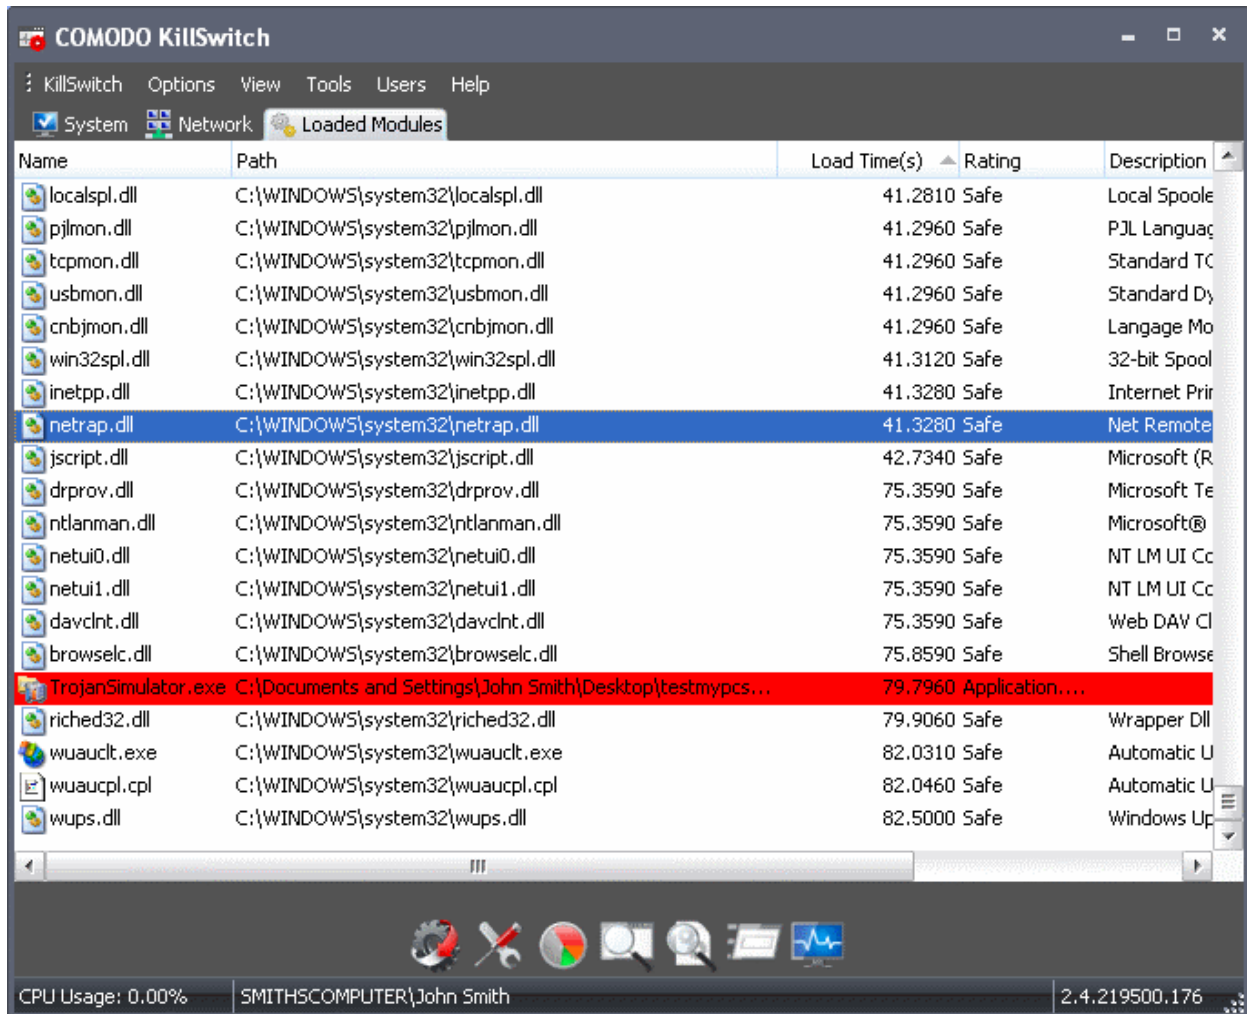 COMODO KillSwitch
KillSwitch Options View Tools Users Help
System Network Loaded Modules
Name Path Load Time(s) Rating Description
localspl.dll C:\WINDOWS\system32\localspl.dll 41.2810 Safe Local Spoole
pjlmon.dll C:\WINDOWS\system32\pjlmon.dll 41.2960 Safe PJL Languag
tcpmon.dll C:\WINDOWS\system32\tcpmon.dll 41.2960 Safe Standard TC
usbmon.dll C:\WINDOWS\system32\usbmon.dll 41.2960 Safe Standard Dy
cnbjmon.dll C:\WINDOWS\system32\cnbjmon.dll 41.2960 Safe Langage Mo
win32spl.dll C:\WINDOWS\system32\win32spl.dll 41.3120 Safe 32-bit Spool
inetpp.dll C:\WINDOWS\system32\inetpp.dll 41.3280 Safe Internet Prin
netrap.dll C:\WINDOWS\system32\netrap.dll 41.3280 Safe Net Remote
jscript.dll C:\WINDOWS\system32\jscript.dll 42.7340 Safe Microsoft (R
drprov.dll C:\WINDOWS\system32\drprov.dll 75.3590 Safe Microsoft Te
ntlanman.dll C:\WINDOWS\system32\ntlanman.dll 75.3590 Safe Microsoft®
netui0.dll C:\WINDOWS\system32\netui0.dll 75.3590 Safe NT LM UI Co
netui1.dll C:\WINDOWS\system32\netui1.dll 75.3590 Safe NT LM UI Co
davclnt.dll C:\WINDOWS\system32\davclnt.dll 75.3590 Safe Web DAV Cl
browselc.dll C:\WINDOWS\system32\browselc.dll 75.8590 Safe Shell Browse
TrojanSimulator.exe C:\Documents and Settings\John Smith\Desktop\testmypcs... 79.7960 Application....
riched32.dll C:\WINDOWS\system32\riched32.dll 79.9060 Safe Wrapper Dll
wuauclt.exe C:\WINDOWS\system32\wuauclt.exe 82.0310 Safe Automatic U
wuaucpl.cpl C:\WINDOWS\system32\wuaucpl.cpl 82.0460 Safe Automatic U
wups.dll C:\WINDOWS\system32\wups.dll 82.5000 Safe Windows Up
CPU Usage: 0.00% SMITHSCOMPUTER\John Smith 2.4.219500.176